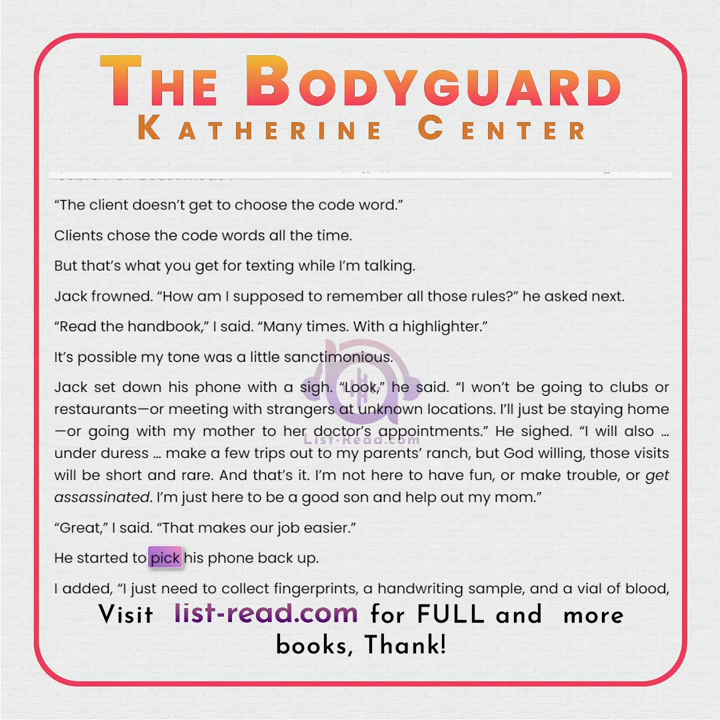 THE BODYGUARD
KATHERINE CENTER
“The client doesn’t get to choose the code word.”
Clients chose the code words all the time.
But that’s what you get for texting while I’m talking.
Jack frowned. “How am I supposed to remember all those rules?” he asked next.
“Read the handbook,” I said. “Many times. With a highlighter.”
It’s possible my tone was a little sanctimonious.
Jack set down his phone with a sigh. “Look,” he said. “I won’t be going to clubs or
restaurants—or meeting with strangers at unknown locations. I’ll just be staying home
—or going with my mother to her doctor’s appointments.” He sighed. “I will also …
List-Read.com
under duress … make a few trips out to my parents’ ranch, but God willing, those visits
will be short and rare. And that’s it. I’m not here to have fun, or make trouble, or get
assassinated. I’m just here to be a good son and help out my mom.”
“Great,” I said. “That makes our job easier.”
He started to pick his phone back up.
I added, “I just need to collect fingerprints, a handwriting sample, and a vial of blood,
Visit list-read.com for FULL and more
books, Thank!